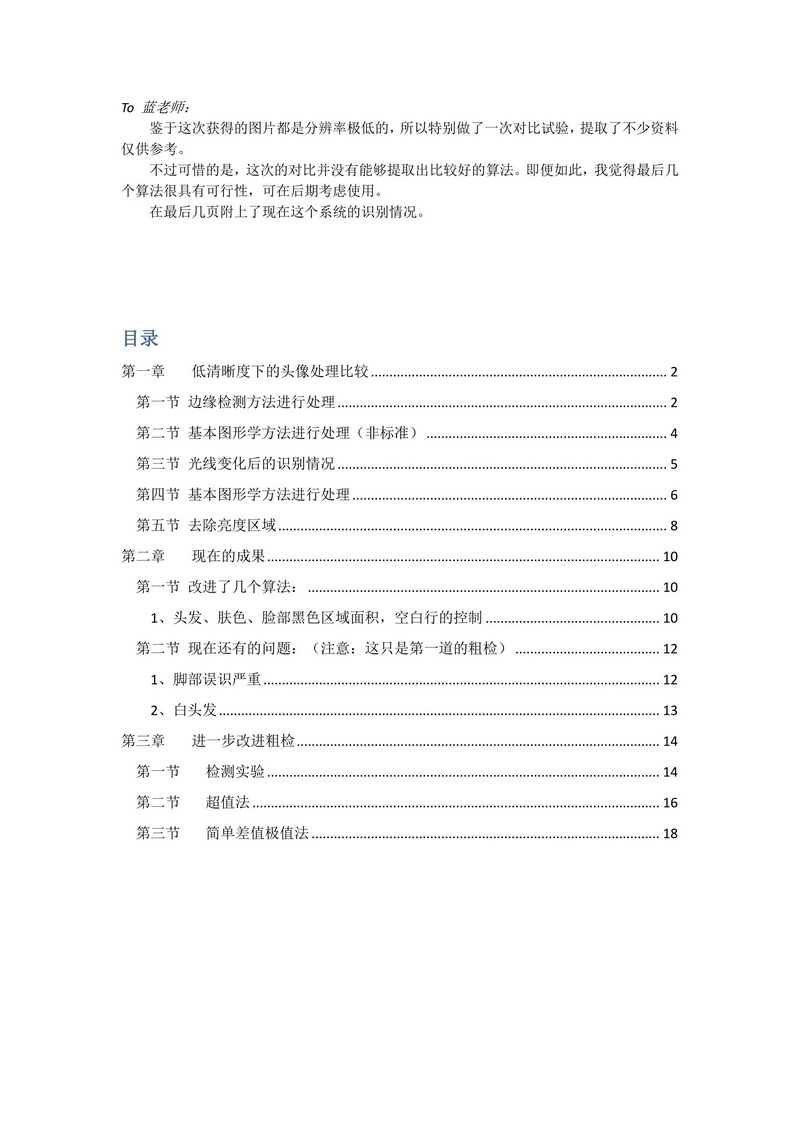 To 蓝老师：
鉴于这次获得的图片都是分辨率极低的，所以特别做了一次对比试验，提取了不少资料
仅供参考。
不过可惜的是，这次的对比并没有能够提取出比较好的算法。即便如此，我觉得最后几
个算法很具有可行性，可在后期考虑使用。
在最后几页附上了现在这个系统的识别情况。
目录
第一章 低清晰度下的头像处理比较 2
第一节 边缘检测方法进行处理 2
第二节 基本图形学方法进行处理（非标准） 4
第三节 光线变化后的识别情况 5
第四节 基本图形学方法进行处理 6
第五节 去除亮度区域 8
第二章 现在的成果 10
第一节 改进了几个算法： 10
1、头发、肤色、脸部黑色区域面积，空白行的控制 10
第二节 现在还有的问题：（注意：这只是第一道的粗检） 12
1、脚部误识严重 12
2、白头发 13
第三章 进一步改进粗检 14
第一节 检测实验 14
第二节 超值法 16
第三节 简单差值极值法 18